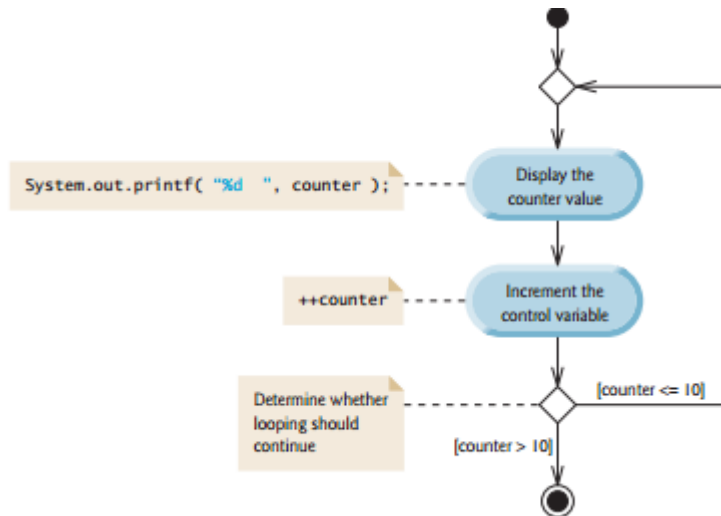 System.out.printf( "%d  ", counter );
Display the
counter value
++counter
Increment the
control variable
Determine whether
looping should
continue
[counter <= 10]
[counter > 10]